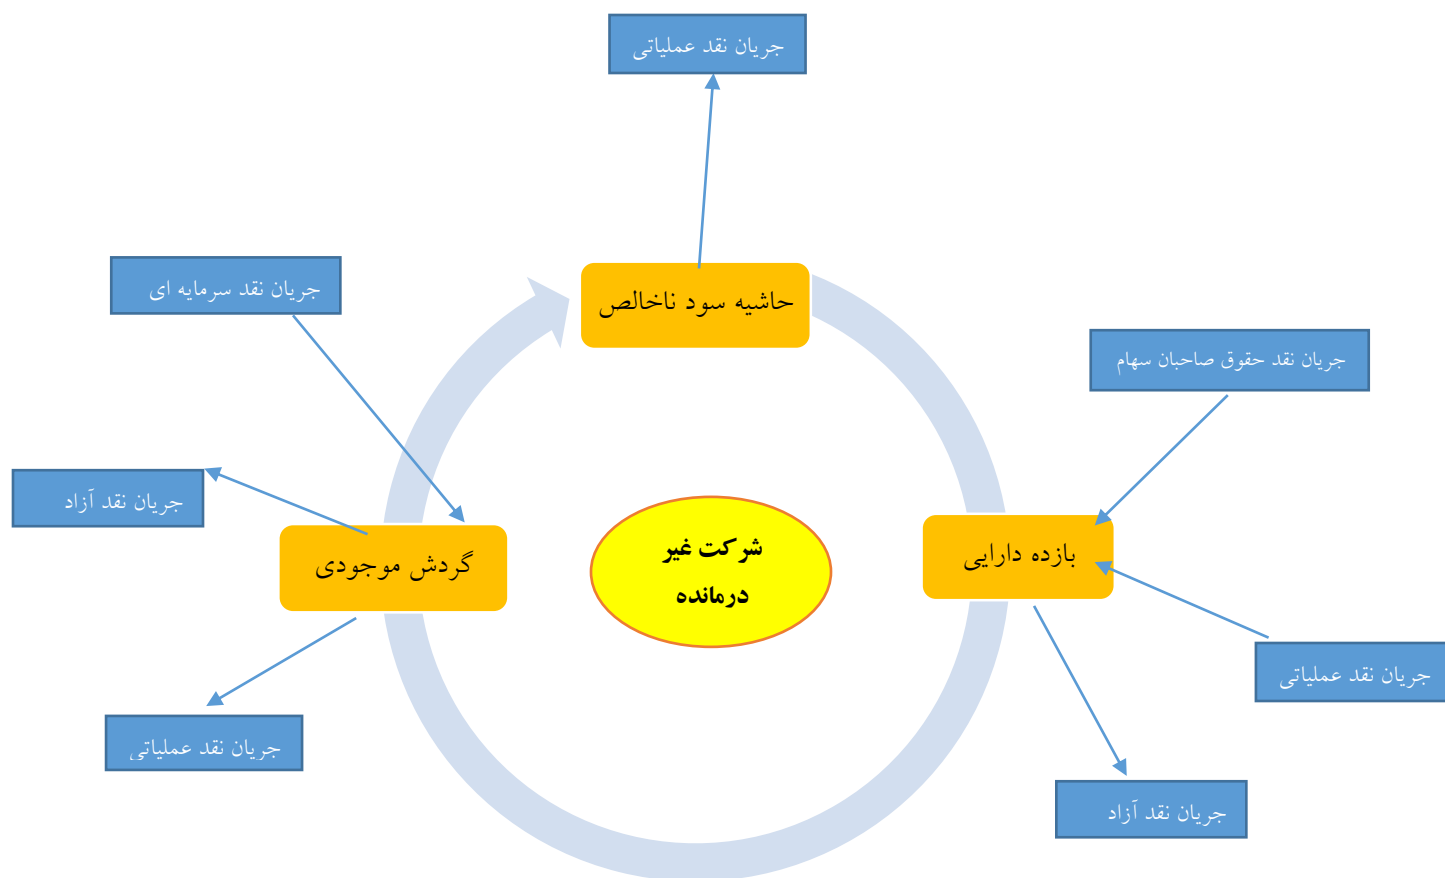 جریان نقد عملیاتی
جریان نقد سرمایه ای
حاشیه سود ناخالص
جریان نقد حقوق صاحبان سهام
جریان نقد آزاد
گردش موجودی
شرکت غیر
درمانده
بازده دارایی
جریان نقد عملیاتی
جریان نقد عملیاتی
جریان نقد آزاد